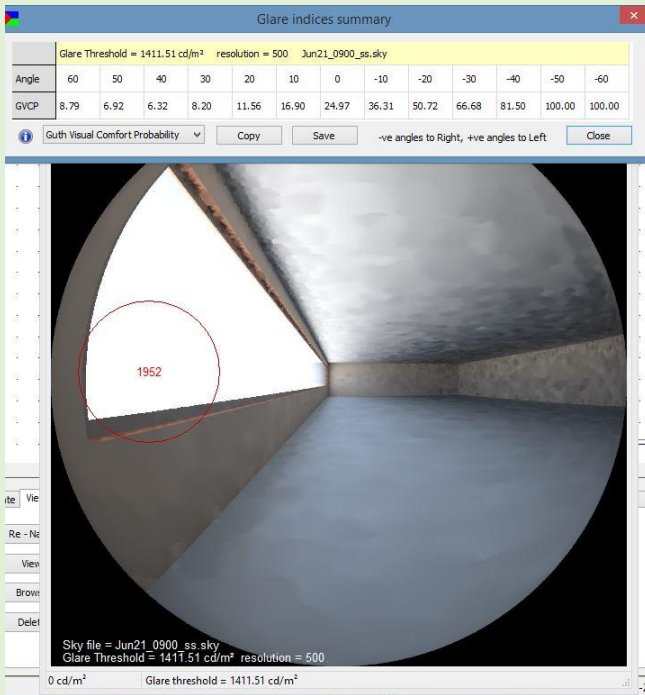 Glare indices summary
Glare Threshold = 1411.51 cd/m² resolution = 500 Jun21_0900_ss.sky
Angle 60 50 40 30 20 10 0 -10 -20 -30 -40 -50 -60
GVCP 8.79 6.92 6.32 8.20 11.56 16.90 24.97 36.31 50.72 66.68 81.50 100.00 100.00
Guth Visual Comfort Probability Copy Save -ve angles to Right, +ve angles to Left Close
1952
Vie
Re - Na
View
Brows
Delet
Sky file = Jun21_0900_ss.sky
Glare Threshold = 1411.51 cd/m² resolution = 500
0 cd/m² Glare threshold = 1411.51 cd/m²